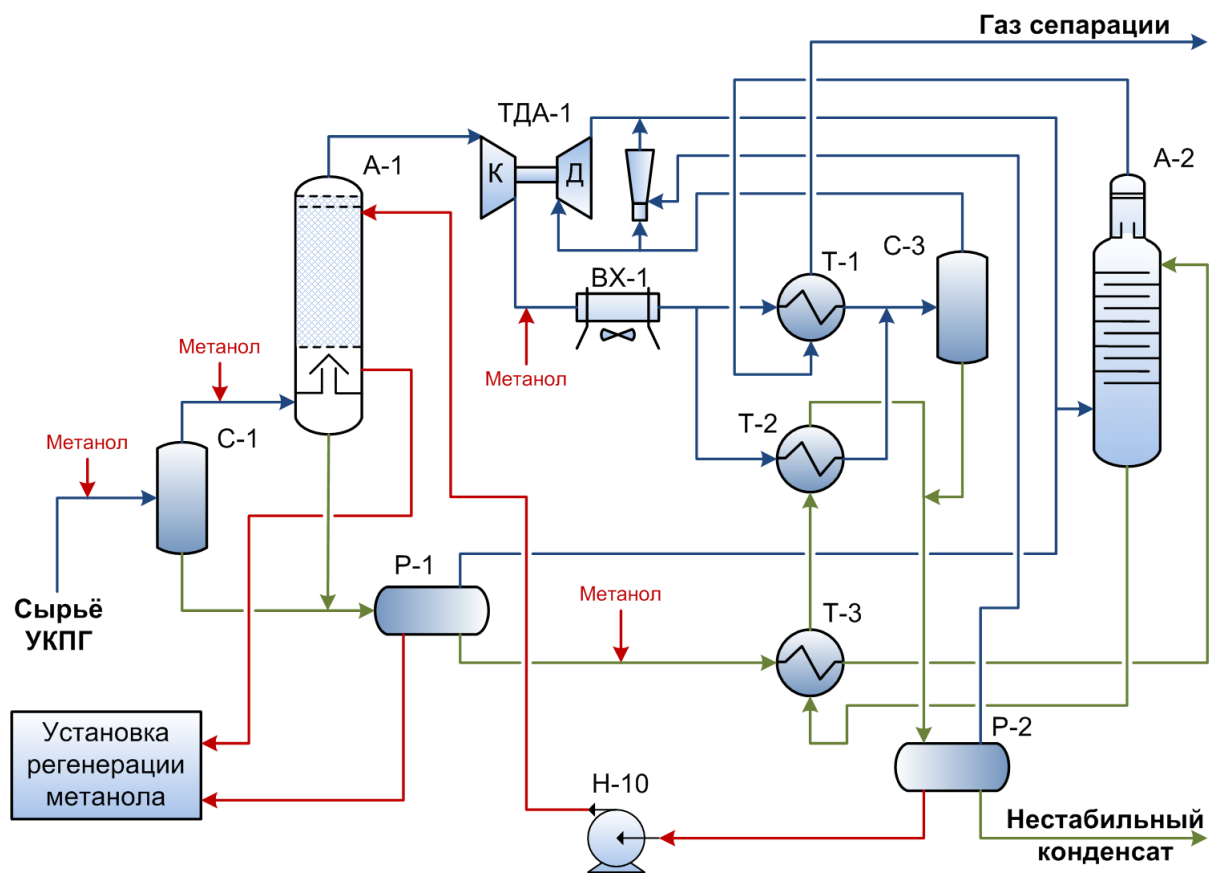 Газ сепарации
ТДА-1
А-1
К
Д
А-2
С-3
Т-1
ВХ-1
Метанол
Метанол
Т-2
С-1
Метанол
Р-1
Метанол
Т-3
Сырьё
УКПГ
Установка
регенерации
метанола
Р-2
Н-10
Нестабильный
конденсат